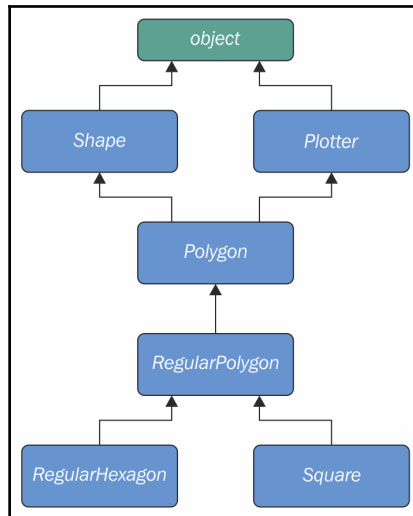 object
Shape
Plotter
Polygon
RegularPolygon
RegularHexagon
Square